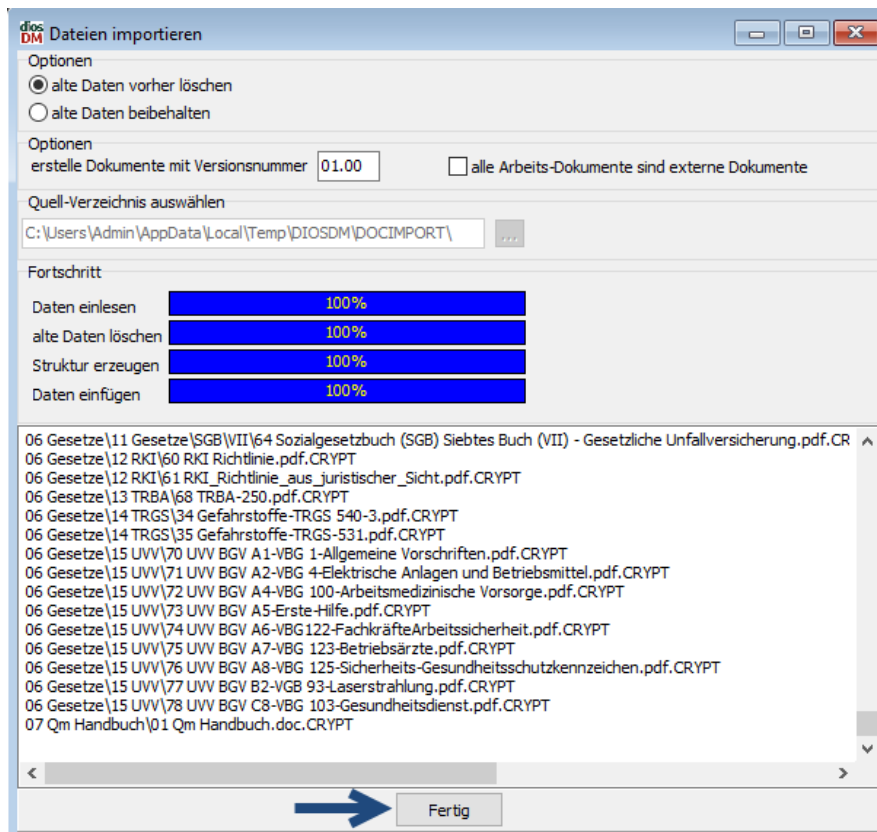 dios
DM Dateien importieren
Optionen
alte Daten vorher löschen
alte Daten beibehalten
Optionen
erstelle Dokumente mit Versionsnummer 01.00 alle Arbeits-Dokumente sind externe Dokumente
Quell-Verzeichnis auswählen
C:\Users\Admin\AppData\Local\Temp\DIOSDM\DOCIMPORT\ ...
Fortschritt
Daten einlesen 100%
alte Daten löschen 100%
Struktur erzeugen 100%
Daten einfügen 100%
06 Gesetze\11 Gesetze\SGB\VII\64 Sozialgesetzbuch (SGB) Siebtes Buch (VII) - Gesetzliche Unfallversicherung.pdf.CR
06 Gesetze\12 RKI\60 RKI Richtlinie.pdf.CRYPT
06 Gesetze\12 RKI\61 RKI_Richtlinie_aus_juristischer_Sicht.pdf.CRYPT
06 Gesetze\13 TRBA\68 TRBA-250.pdf.CRYPT
06 Gesetze\14 TRGS\34 Gefahrstoffe-TRGS 540-3.pdf.CRYPT
06 Gesetze\14 TRGS\35 Gefahrstoffe-TRGS-531.pdf.CRYPT
06 Gesetze\15 UVV\70 UVV BGV A1-VBG 1-Allgemeine Vorschriften.pdf.CRYPT
06 Gesetze\15 UVV\71 UVV BGV A2-VBG 4-Elektrische Anlagen und Betriebsmittel.pdf.CRYPT
06 Gesetze\15 UVV\72 UVV BGV A4-VBG 100-Arbeitsmedizinische Vorsorge.pdf.CRYPT
06 Gesetze\15 UVV\73 UVV BGV A5-Erste-Hilfe.pdf.CRYPT
06 Gesetze\15 UVV\74 UVV BGV A6-VBG122-FachkräfteArbeitssicherheit.pdf.CRYPT
06 Gesetze\15 UVV\75 UVV BGV A7-VBG 123-Betriebsärzte.pdf.CRYPT
06 Gesetze\15 UVV\76 UVV BGV A8-VBG 125-Sicherheits-Gesundheitsschutzkennzeichen.pdf.CRYPT
06 Gesetze\15 UVV\77 UVV BGV B2-VGB 93-Laserstrahlung.pdf.CRYPT
06 Gesetze\15 UVV\78 UVV BGV C8-VBG 103-Gesundheitsdienst.pdf.CRYPT
07 Qm Handbuch\01 Qm Handbuch.doc.CRYPT
Fertig